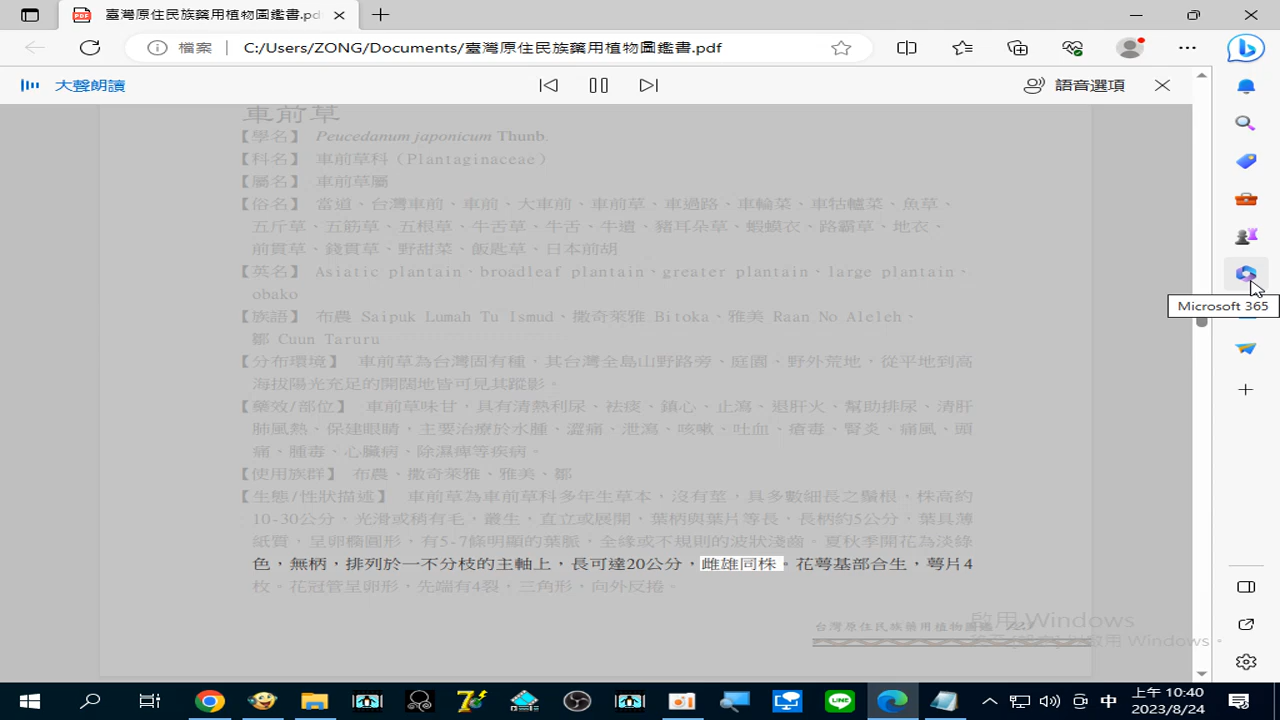 臺灣原住民族藥用植物圖鑑書.pdf
檔案
C:/Users/ZONG/Documents/臺灣原住民族藥用植物圖鑑書.pdf
大聲朗讀
語音選項
車前草
【學名】 Peucedanum japonicum Thunb.
【科名】 車前草科（Plantaginaceae）
【屬名】 車前草屬
【俗名】 當道、台灣車前、車前、大車前、車前草、車過路、車輪菜、車牯轤菜、魚草、
五斤草、五筋草、五根草、牛舌草、牛舌、牛遺、豬耳朵草、蝦蟆衣、路霸草、地衣、
前貫草、錢貫草、野甜菜、飯匙草、日本前胡
【英名】 Asiatic plantain、broadleaf plantain、greater plantain、large plantain、
obako
【族語】 布農 Saipuk Lumah Tu Ismud、撒奇萊雅 Bitoka、雅美 Raan No Aleleh、
鄒 Cuun Taruru
【分布環境】 車前草為台灣固有種，其台灣全島山野路旁、庭園、野外荒地，從平地到高
海拔陽光充足的開闊地皆可見其蹤影。
【藥效/部位】 車前草味甘，具有清熱利尿、祛痰、鎮心、止瀉、退肝火、幫助排尿、清肝
肺風熱、保建眼睛，主要治療於水腫、澀痛、泄瀉、咳嗽、吐血、瘡毒、腎炎、痛風、頭
痛、腫毒、心臟病、除濕痺等疾病。
【使用族群】 布農、撒奇萊雅、雅美、鄒
【生態/性狀描述】 車前草為車前草科多年生草本，沒有莖，具多數細長之鬚根，株高約
10-30公分，光滑或稍有毛，叢生，直立或展開，葉柄與葉片等長，長柄約5公分，葉具薄
紙質，呈卵橢圓形，有5-7條明顯的葉脈，全緣或不規則的波狀淺齒。夏秋季開花為淡綠
色，無柄，排列於一不分枝的主軸上，長可達20公分，雌雄同株。花萼基部合生，萼片4
枚。花冠管呈卵形，先端有4裂，三角形，向外反捲。
台灣原住民族藥用植物圖鑑
啟用 Windows
Microsoft 365
中
上午 10:40
2023/8/24